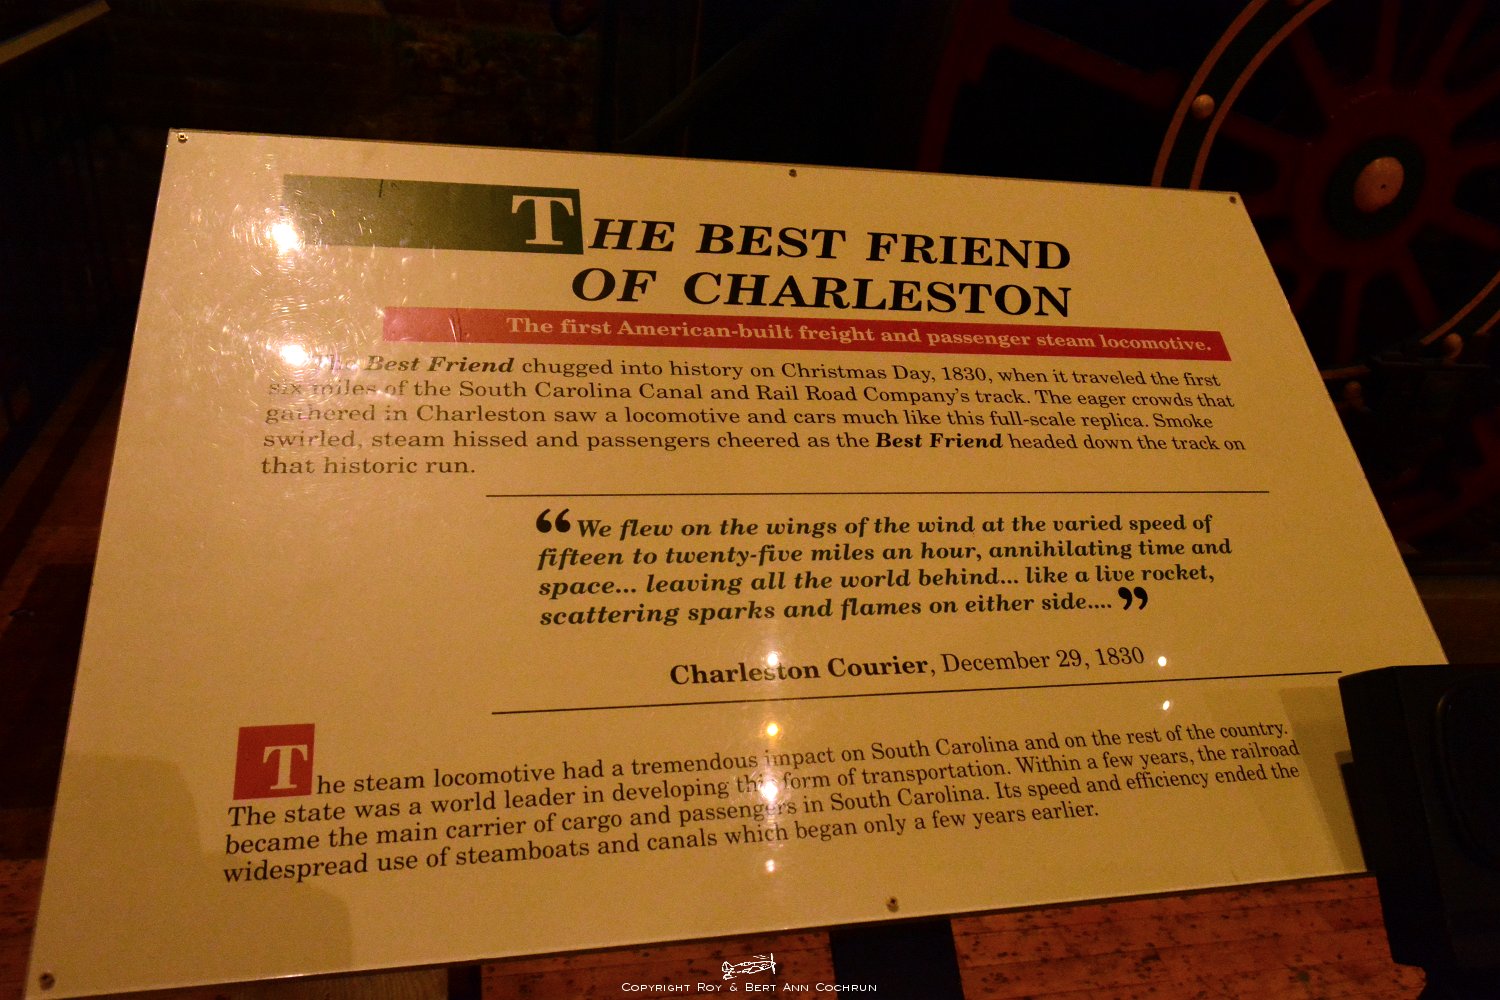 THE BEST FRIEND
OF CHARLESTON
The first American-built freight and passenger steam locomotive.
The Best Friend chugged into history on Christmas Day, 1830, when it traveled the first
six miles of the South Carolina Canal and Rail Road Company's track. The eager crowds that
gathered in Charleston saw a locomotive and cars much like this full-scale replica. Smoke
swirled, steam hissed and passengers cheered as the Best Friend headed down the track on
that historic run.
“We flew on the wings of the wind at the varied speed of
fifteen to twenty-five miles an hour, annihilating time and
space... leaving all the world behind... like a live rocket,
scattering sparks and flames on either side....”
Charleston Courier, December 29, 1830
The steam locomotive had a tremendous impact on South Carolina and on the rest of the country.
The state was a world leader in developing this form of transportation. Within a few years, the railroad
became the main carrier of cargo and passengers in South Carolina. Its speed and efficiency ended the
widespread use of steamboats and canals which began only a few years earlier.
Copyright Roy & Bert Ann Cochrun